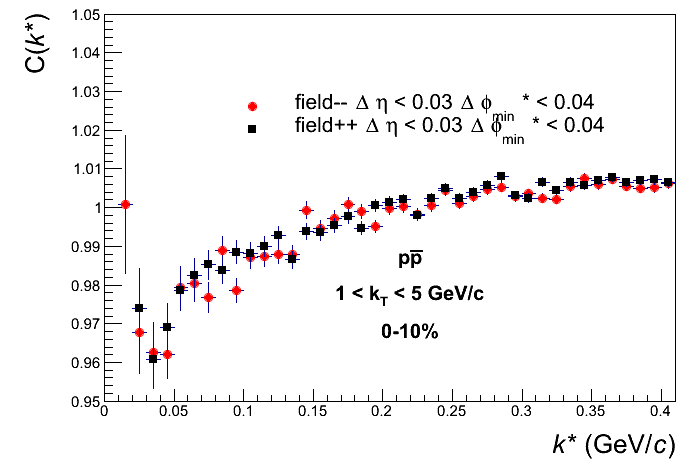 C(k*)
1.05
1.04
1.03
1.02
1.01
1
0.99
0.98
0.97
0.96
0.95
field-- Δ η < 0.03 Δ ϕmin * < 0.04
field++ Δ η < 0.03 Δ ϕmin * < 0.04
pp̅
1 < kT < 5 GeV/c
0-10%
0 0.05 0.1 0.15 0.2 0.25 0.3 0.35 0.4
k* (GeV/c)